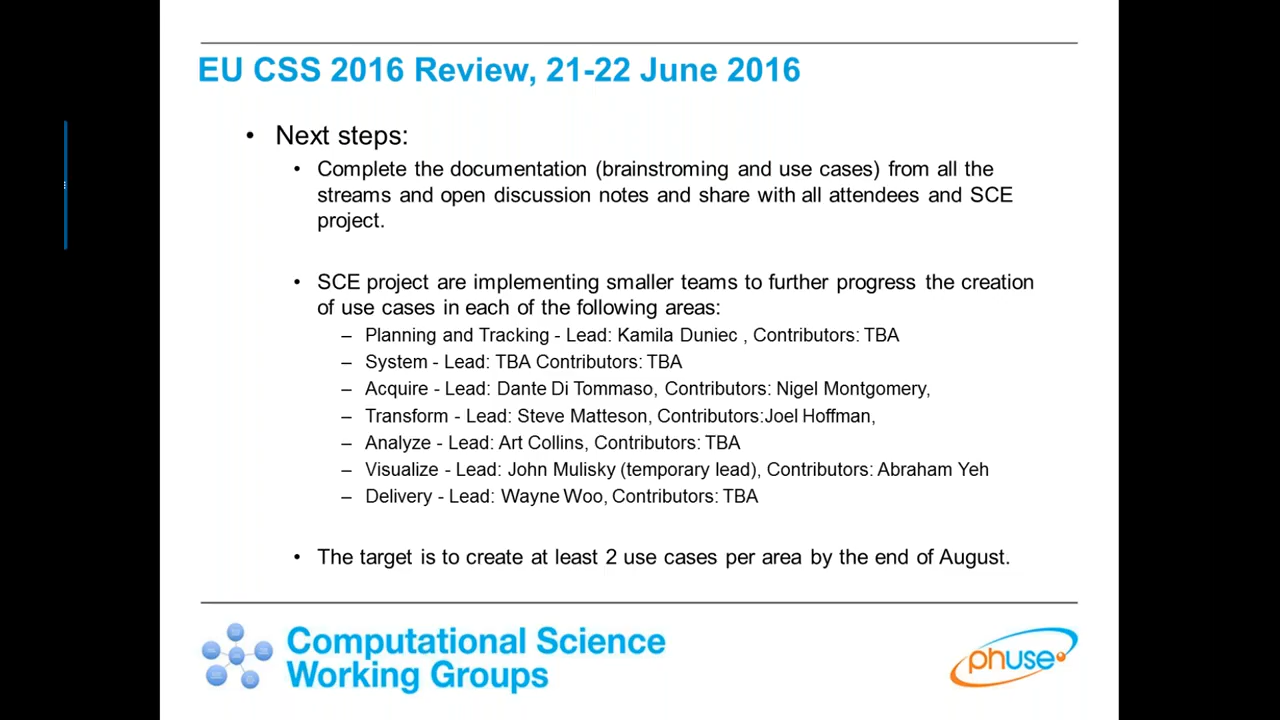 EU CSS 2016 Review, 21-22 June 2016
• Next steps:
• Complete the documentation (brainstroming and use cases) from all the
streams and open discussion notes and share with all attendees and SCE
project.
• SCE project are implementing smaller teams to further progress the creation
of use cases in each of the following areas:
– Planning and Tracking - Lead: Kamila Duniec , Contributors: TBA
– System - Lead: TBA Contributors: TBA
– Acquire - Lead: Dante Di Tommaso, Contributors: Nigel Montgomery,
– Transform - Lead: Steve Matteson, Contributors:Joel Hoffman,
– Analyze - Lead: Art Collins, Contributors: TBA
– Visualize - Lead: John Mulisky (temporary lead), Contributors: Abraham Yeh
– Delivery - Lead: Wayne Woo, Contributors: TBA
• The target is to create at least 2 use cases per area by the end of August.
Computational Science
Working Groups
phuse